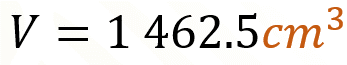 V = 1 462.5cm³